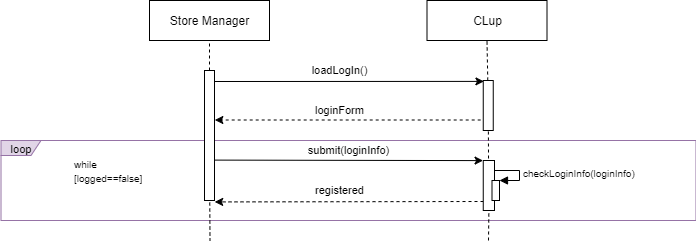 Store Manager
CLup
loadLogIn()
loginForm
loop
submit(loginInfo)
while
[logged==false]
checkLoginInfo(loginInfo)
registered